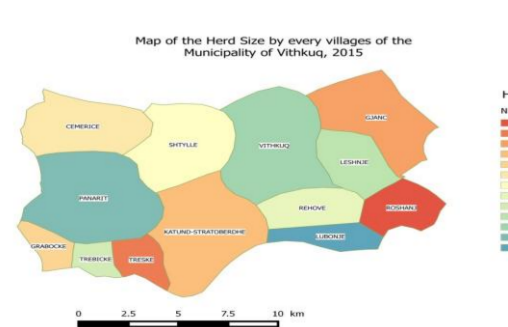 Map of the Herd Size by every villages of the
Municipality of Vithkuq, 2015
H
N
GJANC
CEMERICE
SHTYLLE
VITHKUQ
LESHNJE
PANARIT
REHOVE
ROSHANJ
KATUND-STRATOBERDHE
LUBONJE
GRABOCKE
TREBICKE
TRESKE
0 2.5 5 7.5 10 km